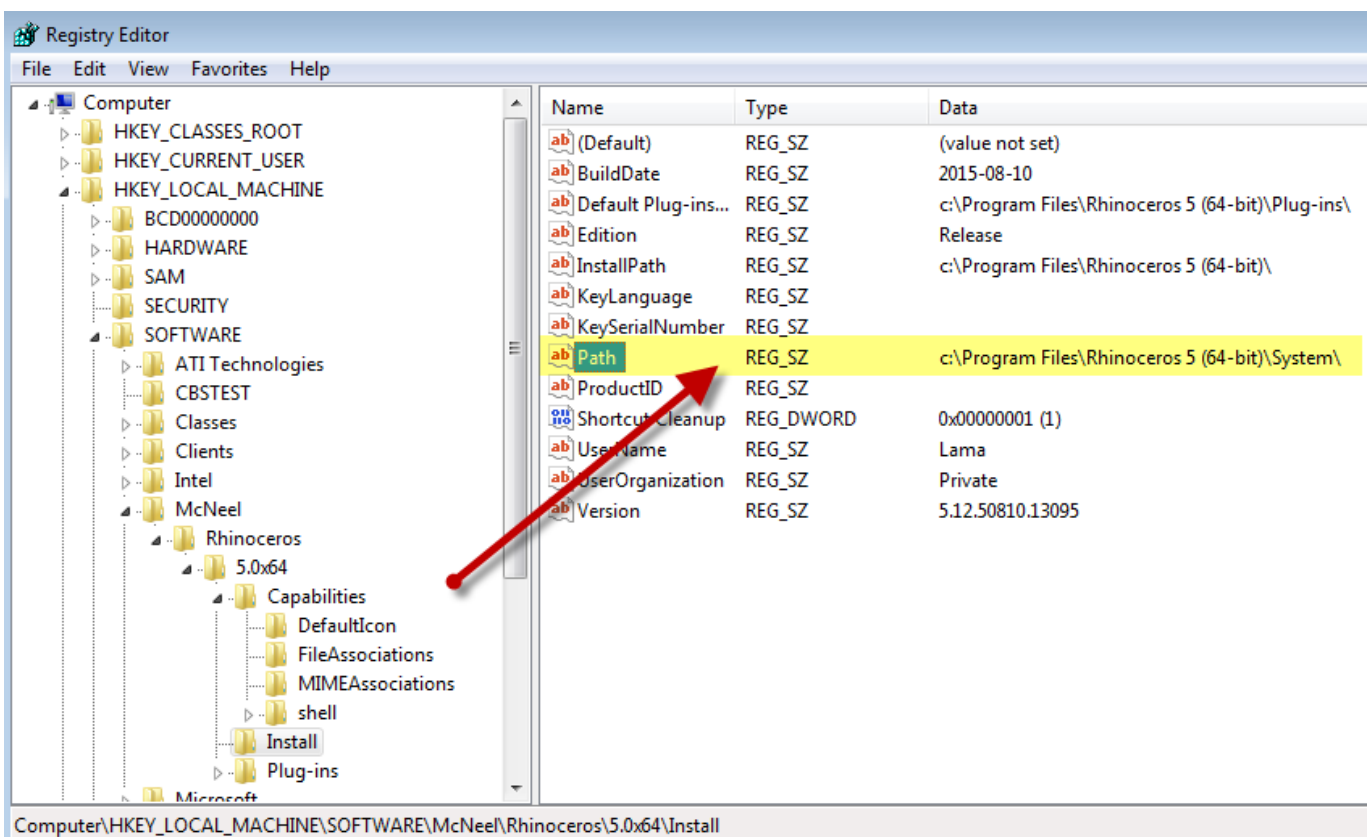 Registry Editor
File Edit View Favorites Help
Computer
HKEY_CLASSES_ROOT
HKEY_CURRENT_USER
HKEY_LOCAL_MACHINE
BCD00000000
HARDWARE
SAM
SECURITY
SOFTWARE
ATI Technologies
CBSTEST
Classes
Clients
Intel
McNeel
Rhinoceros
5.0x64
Capabilities
DefaultIcon
FileAssociations
MIMEAssociations
shell
Install
Plug-ins
Microsoft
Name Type Data
(Default) REG_SZ (value not set)
BuildDate REG_SZ 2015-08-10
Default Plug-ins... REG_SZ c:\Program Files\Rhinoceros 5 (64-bit)\Plug-ins\
Edition REG_SZ Release
InstallPath REG_SZ c:\Program Files\Rhinoceros 5 (64-bit)\
KeyLanguage REG_SZ
KeySerialNumber REG_SZ
Path REG_SZ c:\Program Files\Rhinoceros 5 (64-bit)\System\
ProductID REG_SZ
Shortcut Cleanup REG_DWORD 0x00000001 (1)
UserName REG_SZ Lama
UserOrganization REG_SZ Private
Version REG_SZ 5.12.50810.13095
Computer\HKEY_LOCAL_MACHINE\SOFTWARE\McNeel\Rhinoceros\5.0x64\Install